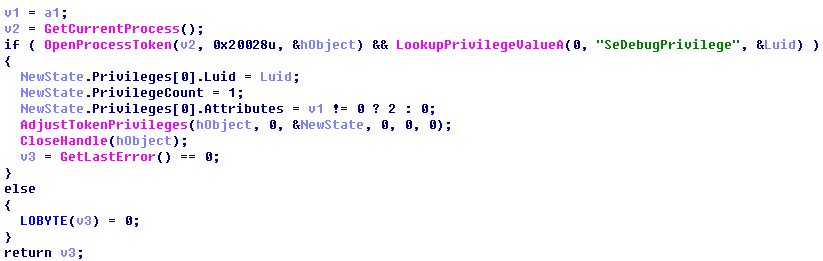 v1 = a1;
v2 = GetCurrentProcess();
if ( OpenProcessToken(v2, 0x20028u, &hObject) && LookupPrivilegeValueA(0, "SeDebugPrivilege", &Luid) )
{
  NewState.Privileges[0].Luid = Luid;
  NewState.PrivilegeCount = 1;
  NewState.Privileges[0].Attributes = v1 != 0 ? 2 : 0;
  AdjustTokenPrivileges(hObject, 0, &NewState, 0, 0, 0);
  CloseHandle(hObject);
  v3 = GetLastError() == 0;
}
else
{
  LOBYTE(v3) = 0;
}
return v3;